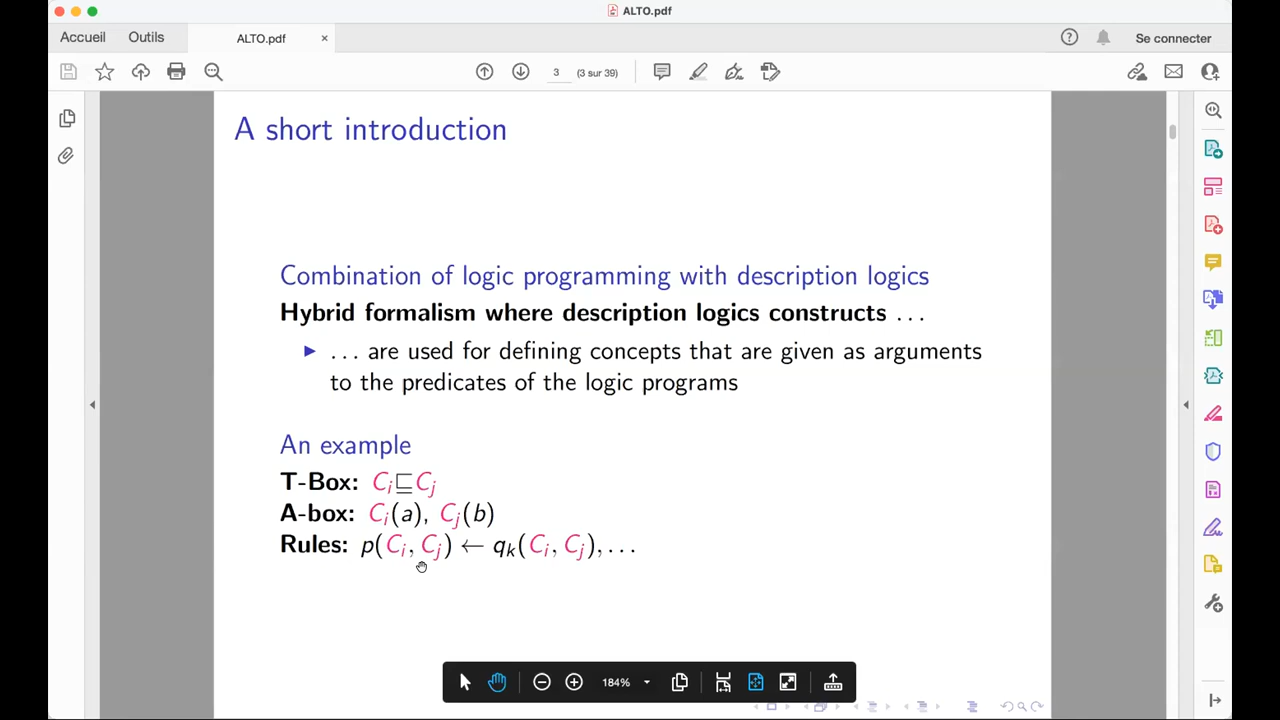 ALTO.pdf
Accueil Outils ALTO.pdf × Se connecter
3 (3 sur 39)
A short introduction
Combination of logic programming with description logics
Hybrid formalism where description logics constructs ...
► ... are used for defining concepts that are given as arguments
to the predicates of the logic programs
An example
T-Box: Cᵢ⊑Cⱼ
A-box: Cᵢ(a), Cⱼ(b)
Rules: p(Cᵢ, Cⱼ) ← qₖ(Cᵢ, Cⱼ), ...
184%